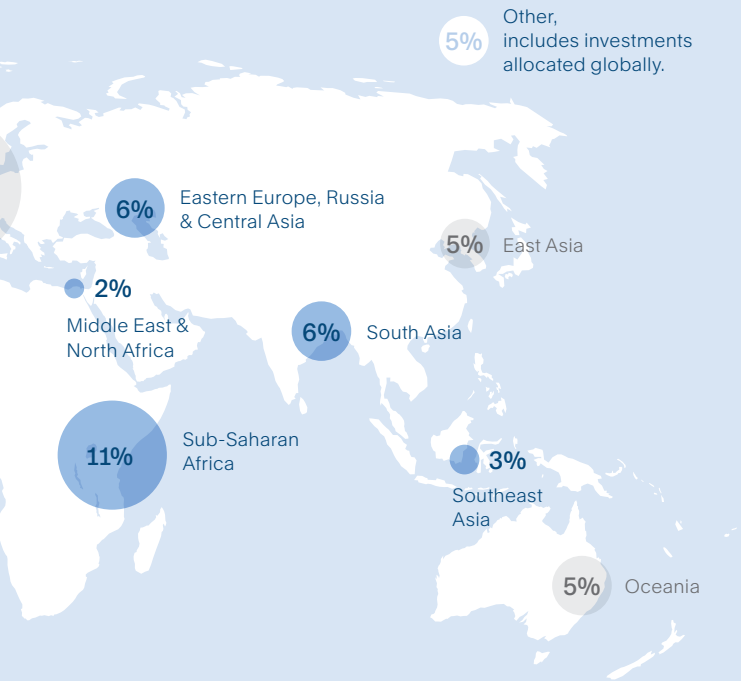 5%
Other,
includes investments
allocated globally.
6%
Eastern Europe, Russia
& Central Asia
5%
East Asia
2%
Middle East &
North Africa
6%
South Asia
11%
Sub-Saharan
Africa
3%
Southeast
Asia
5%
Oceania